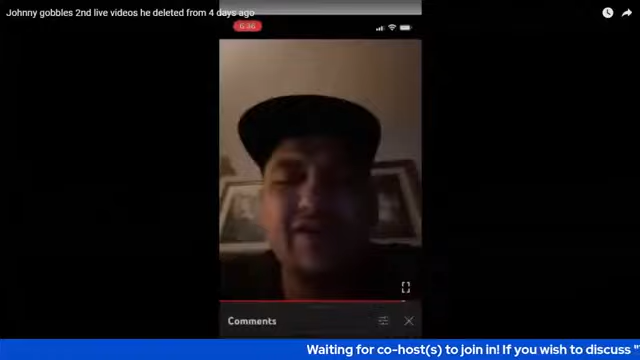 Johnny gobbles 2nd live videos he deleted from 4 days ago
6:36
Comments
Waiting for co-host(s) to join in! If you wish to discuss "